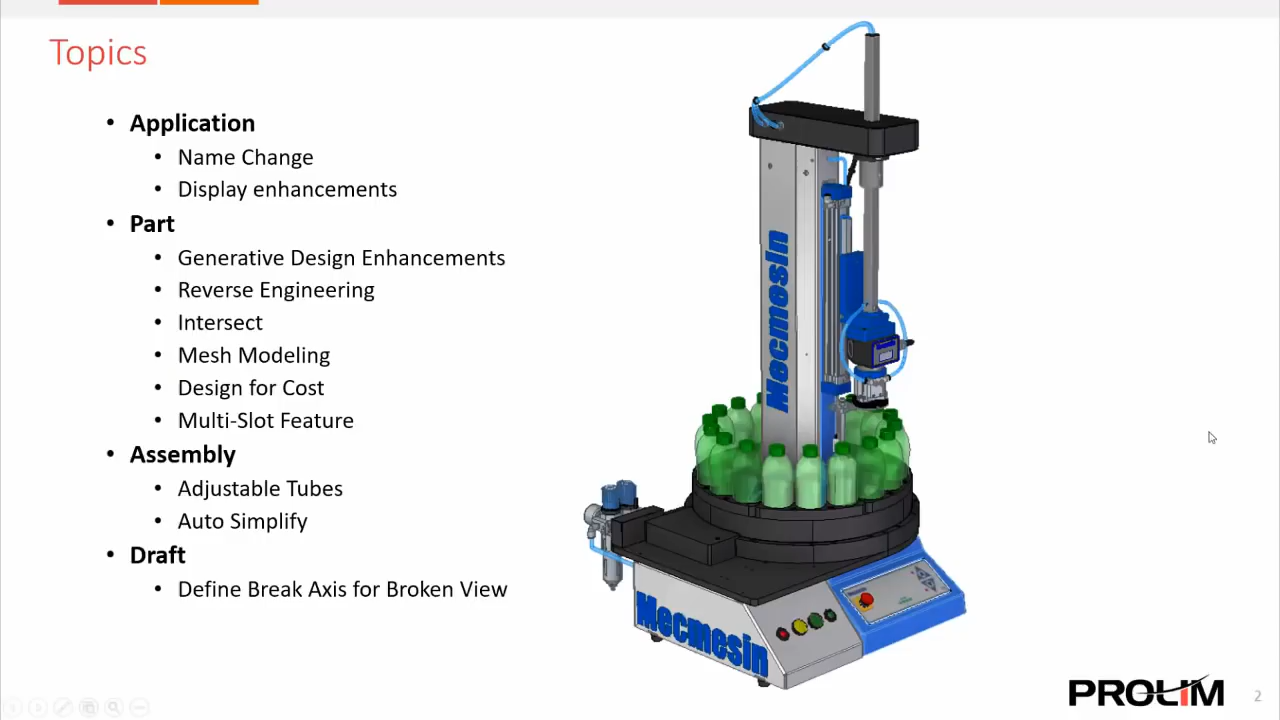 Topics
• Application
• Name Change
• Display enhancements
• Part
• Generative Design Enhancements
• Reverse Engineering
• Intersect
• Mesh Modeling
• Design for Cost
• Multi-Slot Feature
• Assembly
• Adjustable Tubes
• Auto Simplify
• Draft
• Define Break Axis for Broken View
Mecmesin
Mecmesin
PROLIM
2